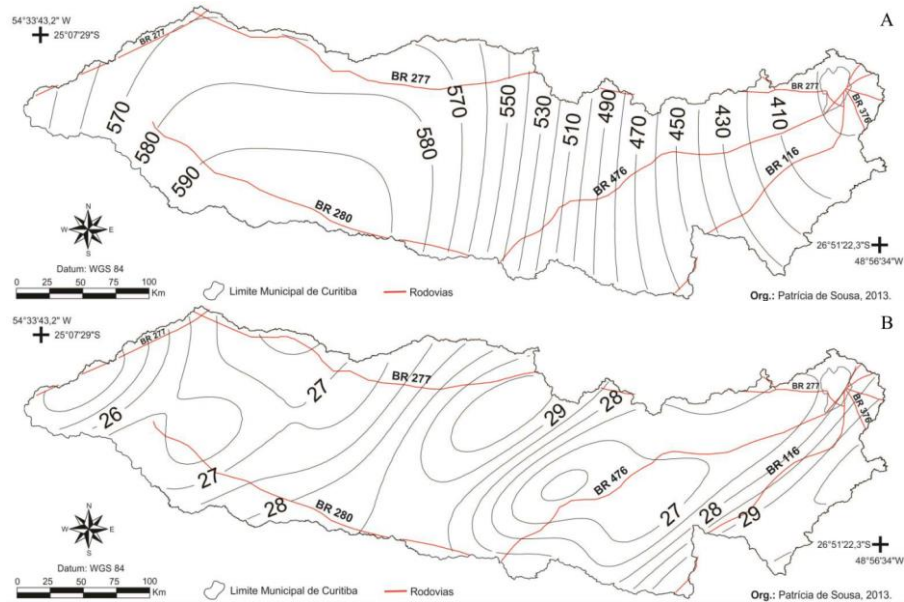 54°33'43,2" W
25°07'29"S
A
BR 277
BR 277
BR 277
BR 376
570
580
590
580
570
550
530
510
490
470
450
430
410
BR 476
BR 116
BR 280
N
W E
S
Datum: WGS 84
0 25 50 75 100
Km
Limite Municipal de Curitiba
Rodovias
26°51'22,3"S
48°56'34"W
Org.: Patrícia de Sousa, 2013.
54°33'43,2" W
25°07'29"S
B
BR 277
BR 277
BR 277
BR 376
26
27
27
28
29
28
27
28
29
BR 476
BR 116
BR 280
N
W E
S
Datum: WGS 84
0 25 50 75 100
Km
Limite Municipal de Curitiba
Rodovias
26°51'22,3"S
48°56'34"W
Org.: Patrícia de Sousa, 2013.